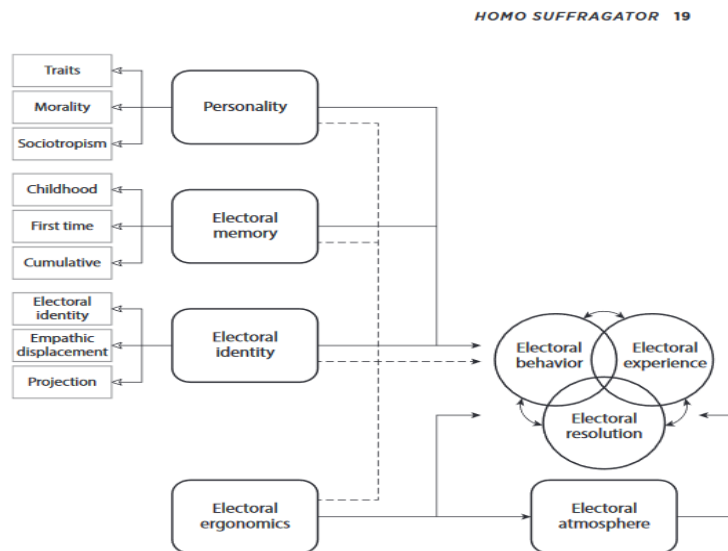 HOMO SUFFRAGATOR 19
Traits
Morality
Sociotropism
Personality
Childhood
First time
Cumulative
Electoral
memory
Electoral
identity
Empathic
displacement
Projection
Electoral
identity
Electoral
behavior
Electoral
experience
Electoral
resolution
Electoral
ergonomics
Electoral
atmosphere